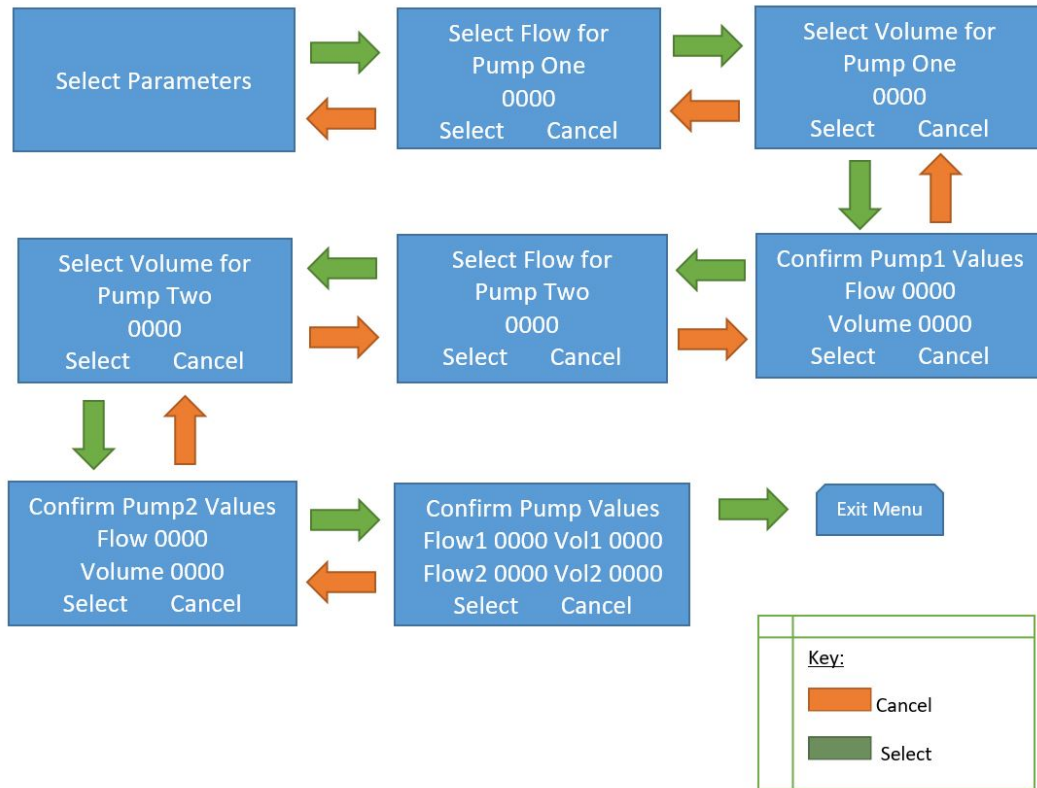 Select Parameters
Select Flow for
Pump One
0000
Select Cancel
Select Volume for
Pump One
0000
Select Cancel
Select Volume for
Pump Two
0000
Select Cancel
Select Flow for
Pump Two
0000
Select Cancel
Confirm Pump1 Values
Flow 0000
Volume 0000
Select Cancel
Confirm Pump2 Values
Flow 0000
Volume 0000
Select Cancel
Confirm Pump Values
Flow1 0000 Vol1 0000
Flow2 0000 Vol2 0000
Select Cancel
Exit Menu
Key:
Cancel
Select